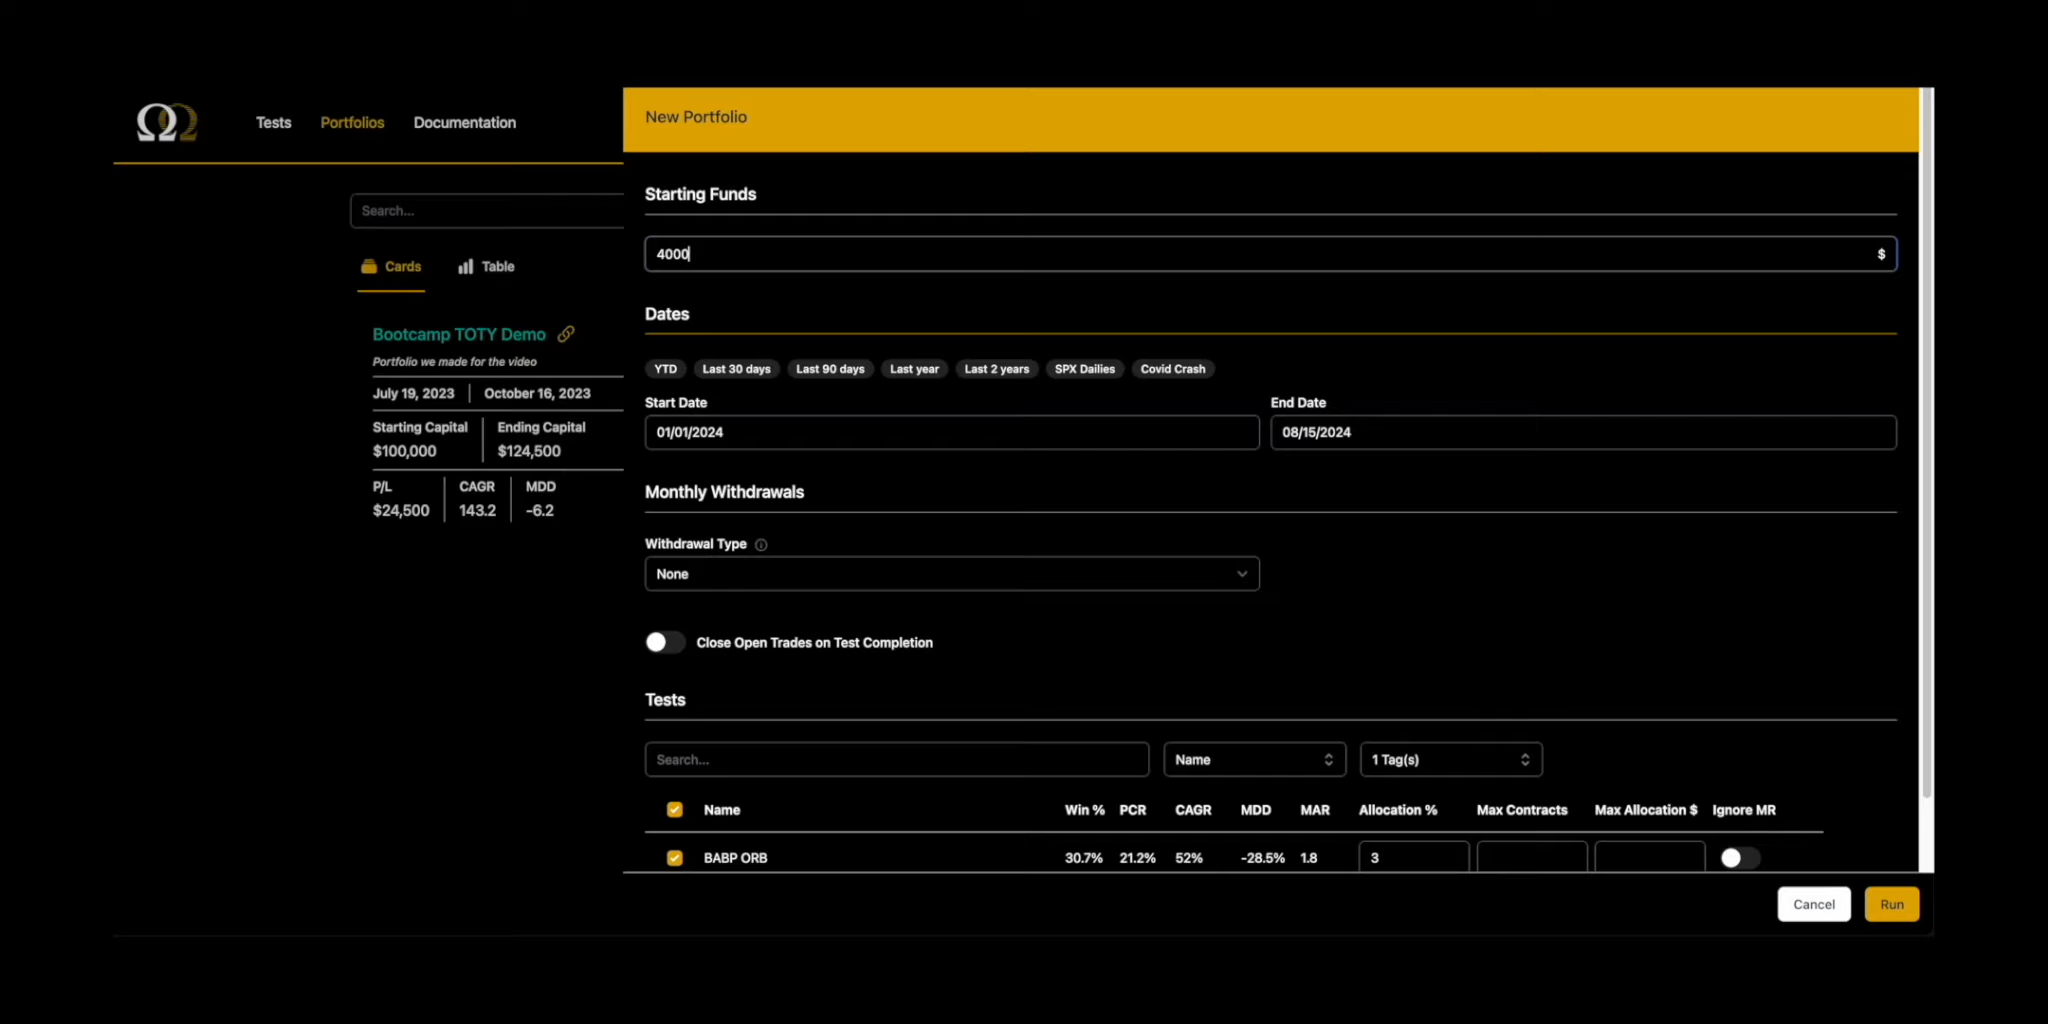 Tests Portfolios Documentation
Search...
Cards Table
Bootcamp TOTY Demo
Portfolio we made for the video
July 19, 2023 October 16, 2023
Starting Capital Ending Capital
$100,000 $124,500
P/L CAGR MDD
$24,500 143.2 -6.2
New Portfolio
Starting Funds
4000 $
Dates
YTD Last 30 days Last 90 days Last year Last 2 years SPX Dailies Covid Crash
Start Date End Date
01/01/2024 08/15/2024
Monthly Withdrawals
Withdrawal Type
None
Close Open Trades on Test Completion
Tests
Search... Name 1 Tag(s)
Name Win % PCR CAGR MDD MAR Allocation % Max Contracts Max Allocation $ Ignore MR
BABP ORB 30.7% 21.2% 52% -28.5% 1.8 3
Cancel Run